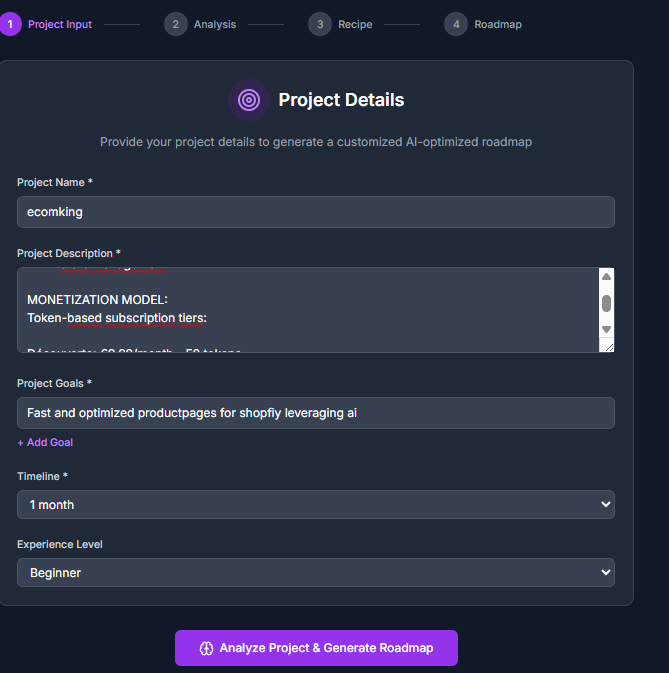 1 Project Input
2 Analysis
3 Recipe
4 Roadmap
Project Details
Provide your project details to generate a customized AI-optimized roadmap
Project Name *
ecomking
Project Description *
MONETIZATION MODEL:
Token-based subscription tiers:
Project Goals *
Fast and optimized productpages for shopfiy leveraging ai
+ Add Goal
Timeline *
1 month
Experience Level
Beginner
Analyze Project & Generate Roadmap